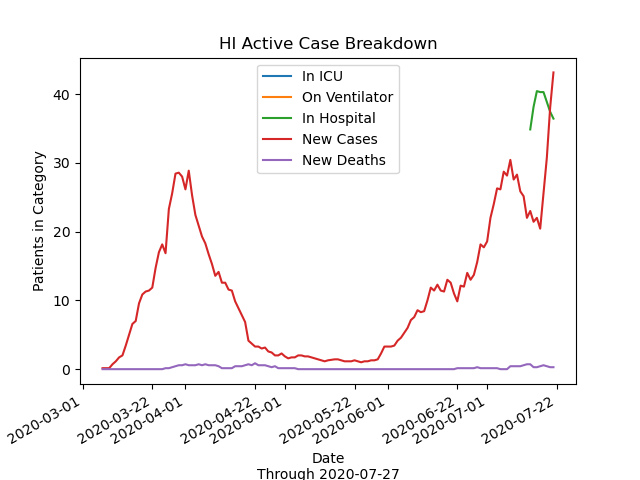 HI Active Case Breakdown
In ICU
On Ventilator
In Hospital
New Cases
New Deaths
Patients in Category
40
30
20
10
0
2020-03-01
2020-03-22
2020-04-01
2020-04-22
2020-05-01
2020-05-22
2020-06-01
2020-06-22
2020-07-01
2020-07-22
Date
Through 2020-07-27